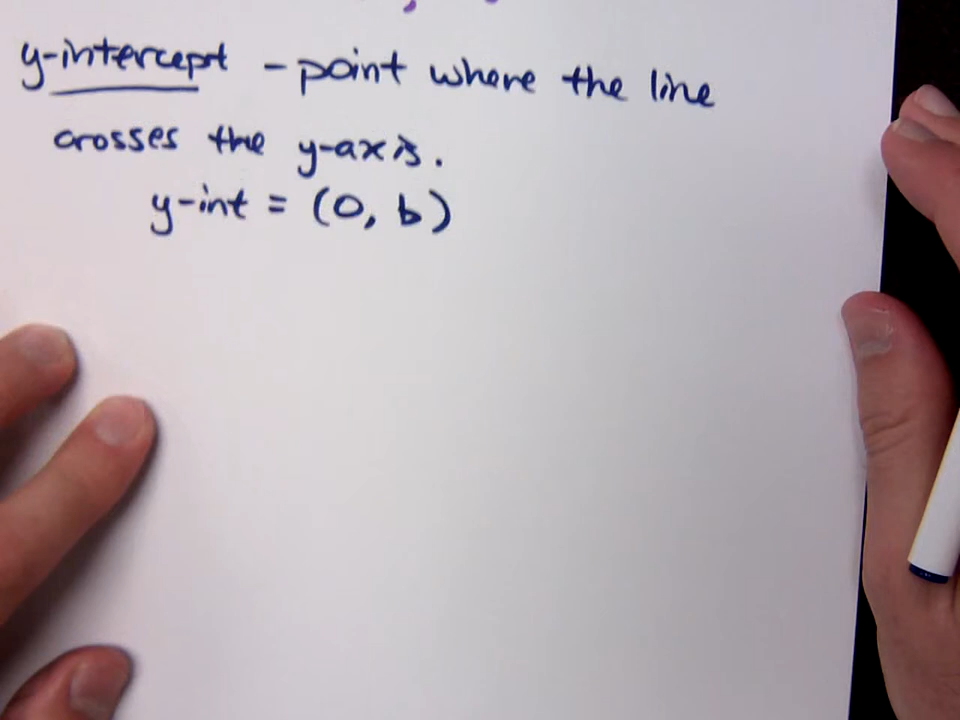 y-intercept - point where the line
crosses the y-axis.
y-int = (0, b)